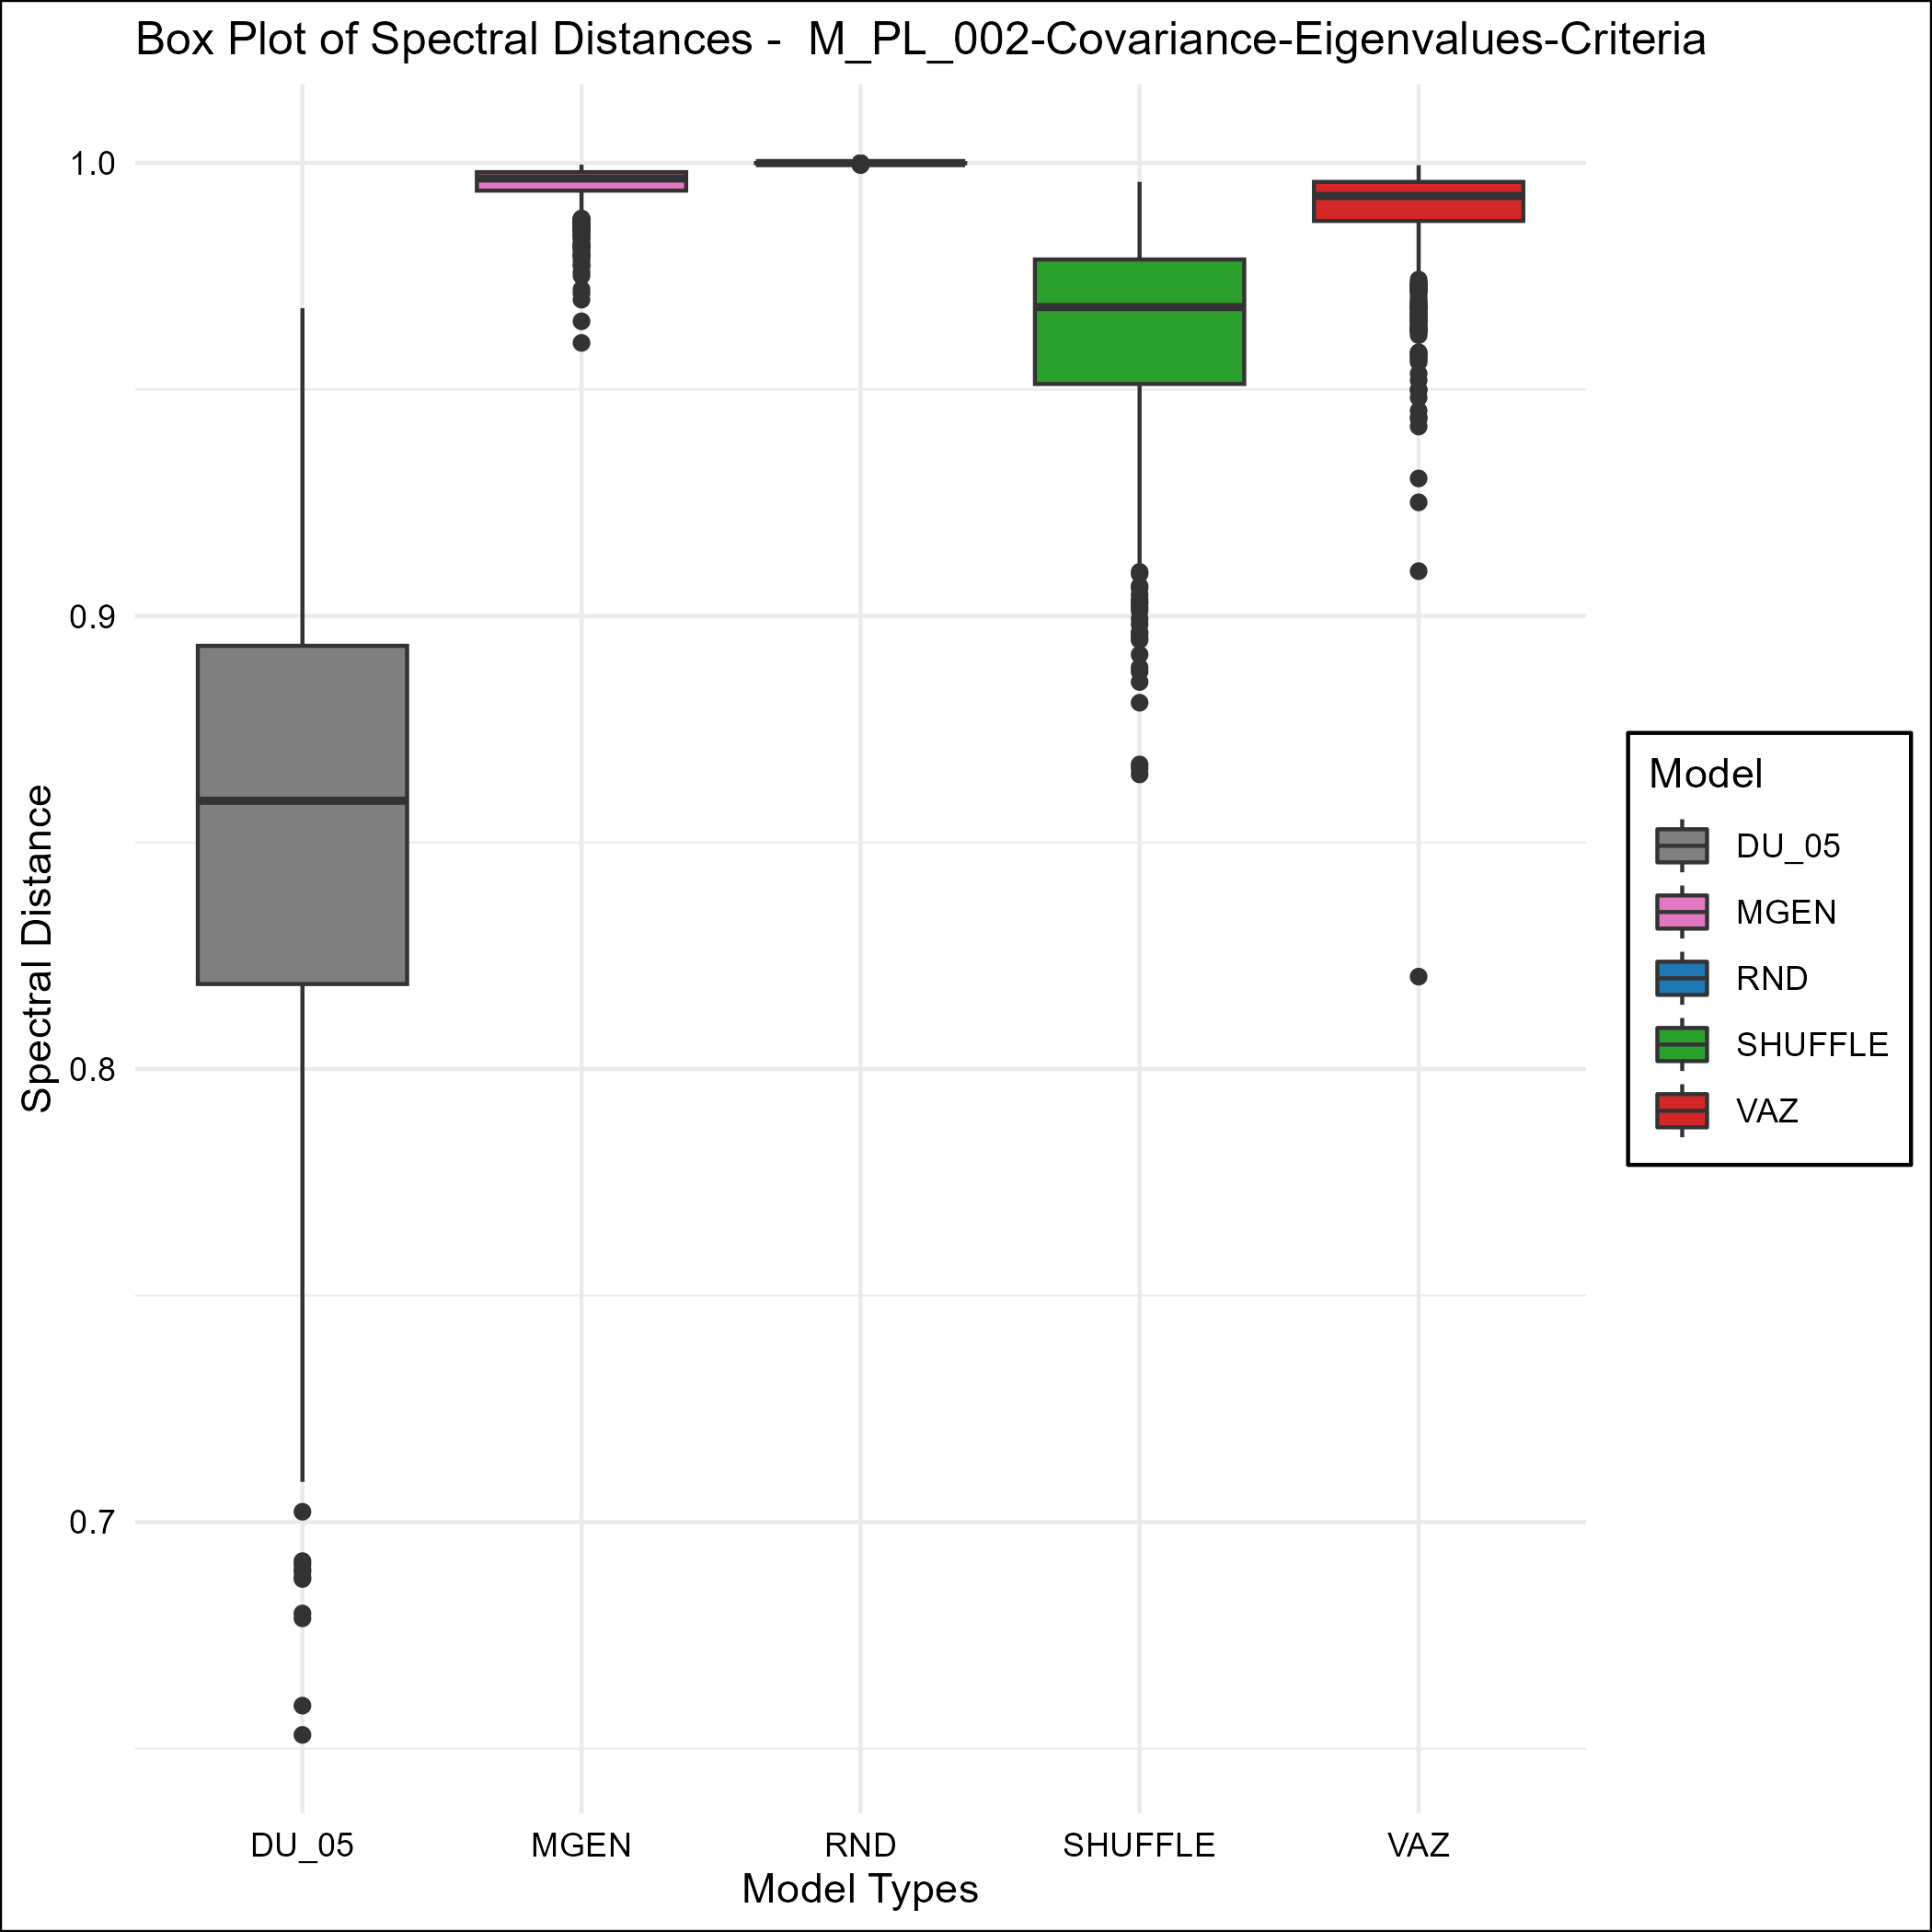 Box Plot of Spectral Distances -  M_PL_002-Covariance-Eigenvalues-Criteria
Spectral Distance
1.0
0.9
0.8
0.7
DU_05
MGEN
RND
SHUFFLE
VAZ
Model Types
Model
DU_05
MGEN
RND
SHUFFLE
VAZ